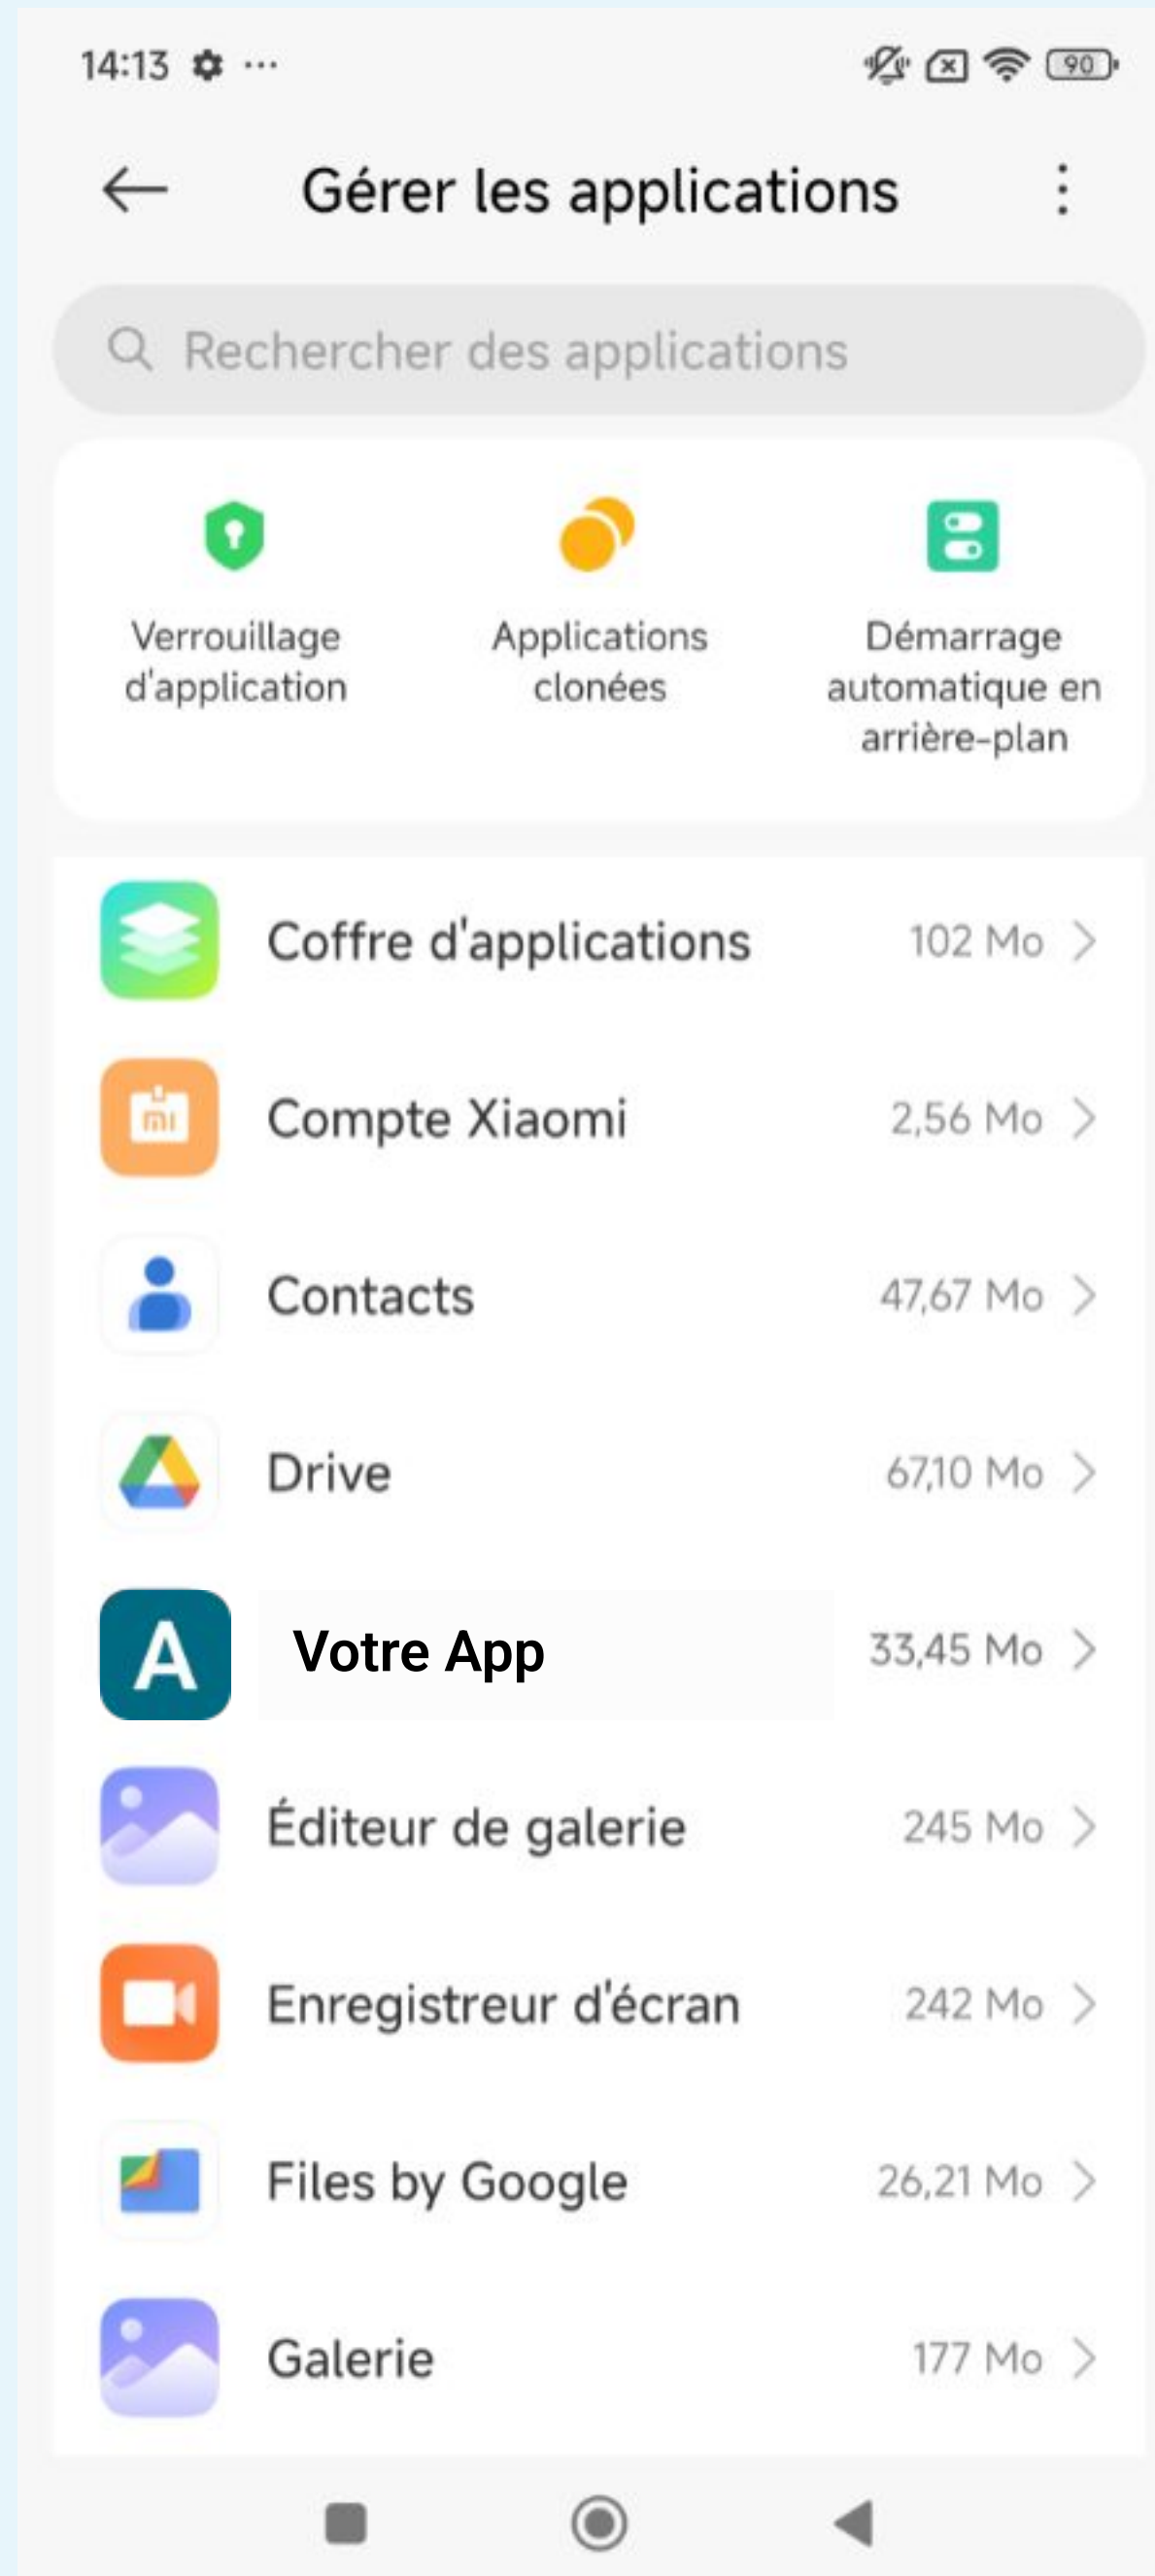 14:13
90
Gérer les applications
Rechercher des applications
Verrouillage
d'application
Applications
clonées
Démarrage
automatique en
arrière-plan
Coffre d'applications 102 Mo
Compte Xiaomi 2,56 Mo
Contacts 47,67 Mo
Drive 67,10 Mo
A Votre App 33,45 Mo
Éditeur de galerie 245 Mo
Enregistreur d'écran 242 Mo
Files by Google 26,21 Mo
Galerie 177 Mo